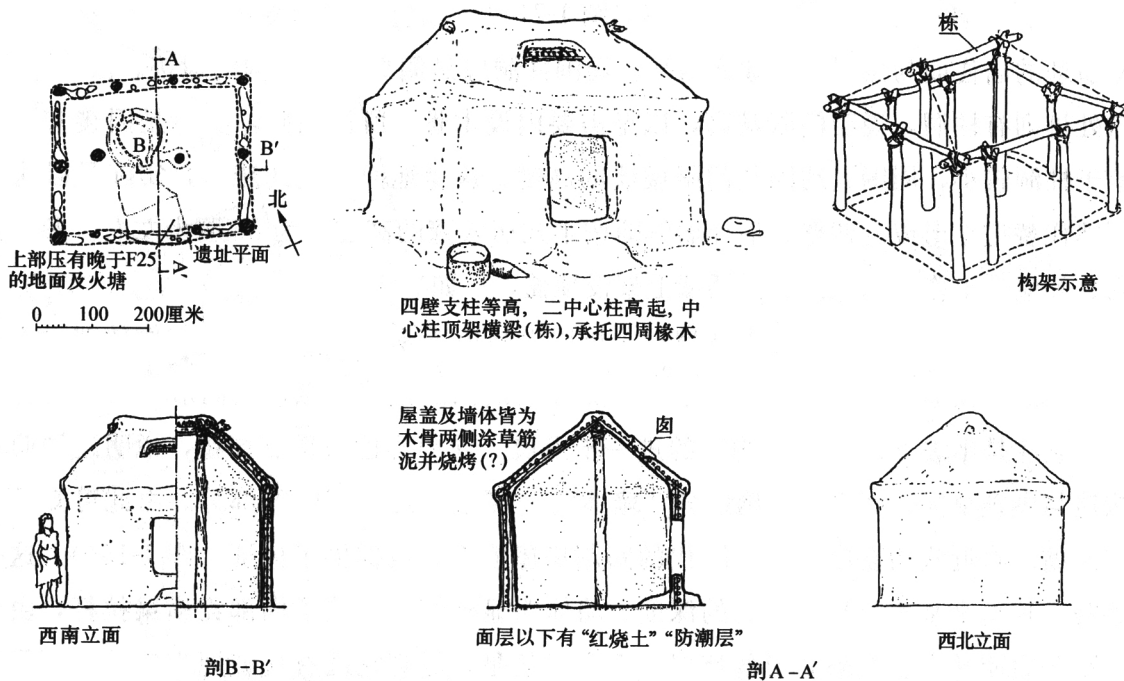 A
B
B′
北
上部压有晚于F25
的地面及火塘
A′
遗址平面
0 100 200厘米
四壁支柱等高，二中心柱高起，中
心柱顶架横梁(栋)，承托四周椽木
栋
构架示意
西南立面
剖B-B′
屋盖及墙体皆为
木骨两侧涂草筋
泥并烧烤(?)
囱
面层以下有“红烧土”“防潮层”
剖A-A′
西北立面